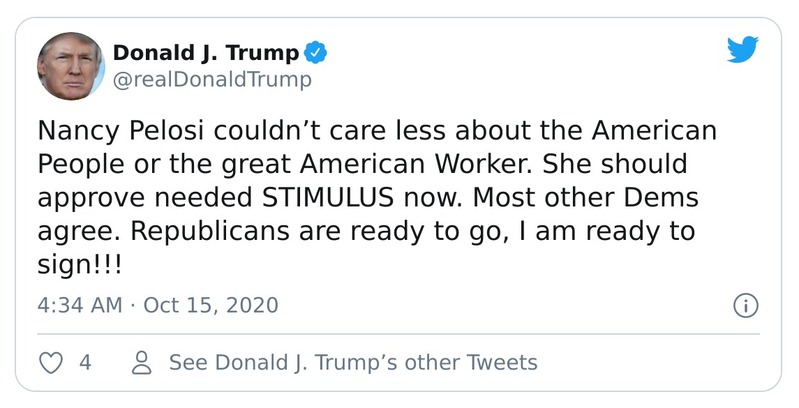 Donald J. Trump
@realDonaldTrump
Nancy Pelosi couldn’t care less about the American
People or the great American Worker. She should
approve needed STIMULUS now. Most other Dems
agree. Republicans are ready to go, I am ready to
sign!!!
4:34 AM · Oct 15, 2020
4 See Donald J. Trump’s other Tweets